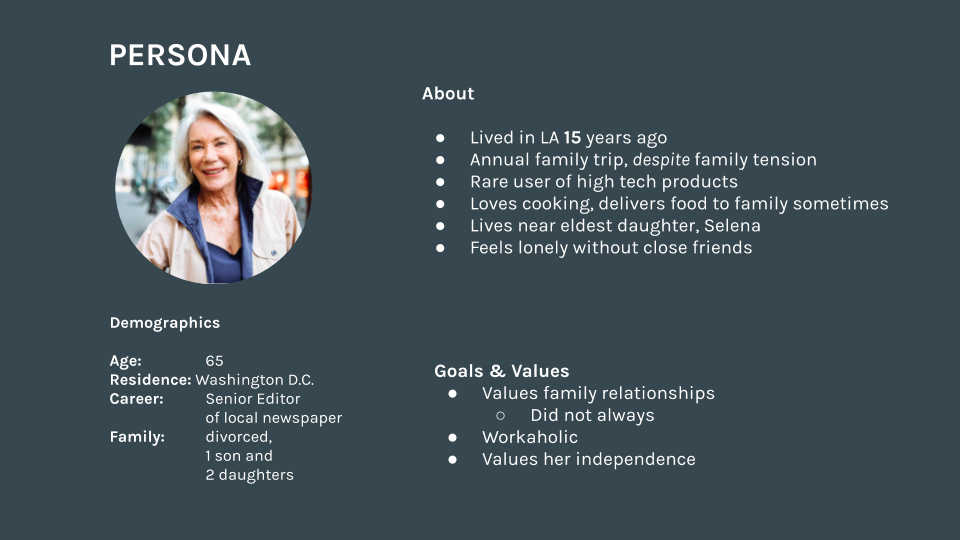 PERSONA
About
● Lived in LA 15 years ago
● Annual family trip, despite family tension
● Rare user of high tech products
● Loves cooking, delivers food to family sometimes
● Lives near eldest daughter, Selena
● Feels lonely without close friends
Demographics
Age: 65
Residence: Washington D.C.
Career: Senior Editor
of local newspaper
Family: divorced,
1 son and
2 daughters
Goals & Values
● Values family relationships
○ Did not always
● Workaholic
● Values her independence